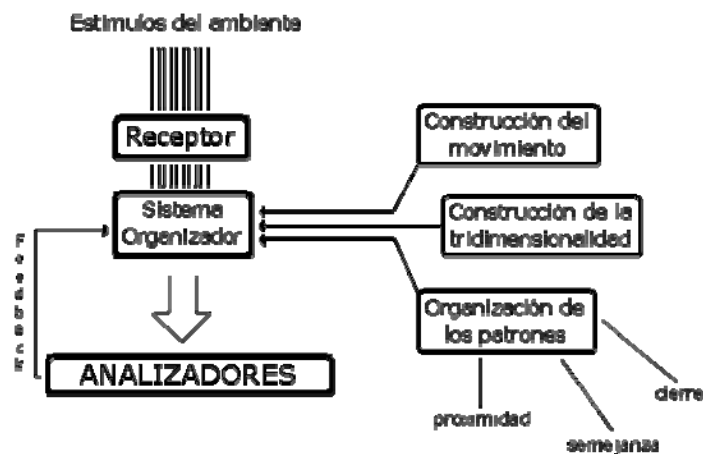 Estimulos del ambiente
Receptor
Sistema
Organizador
Construcción del
movimiento
Construcción de la
tridimensionalidad
Organización de
los patrones
Feedback
ANALIZADORES
proximidad
semejanza
cierre